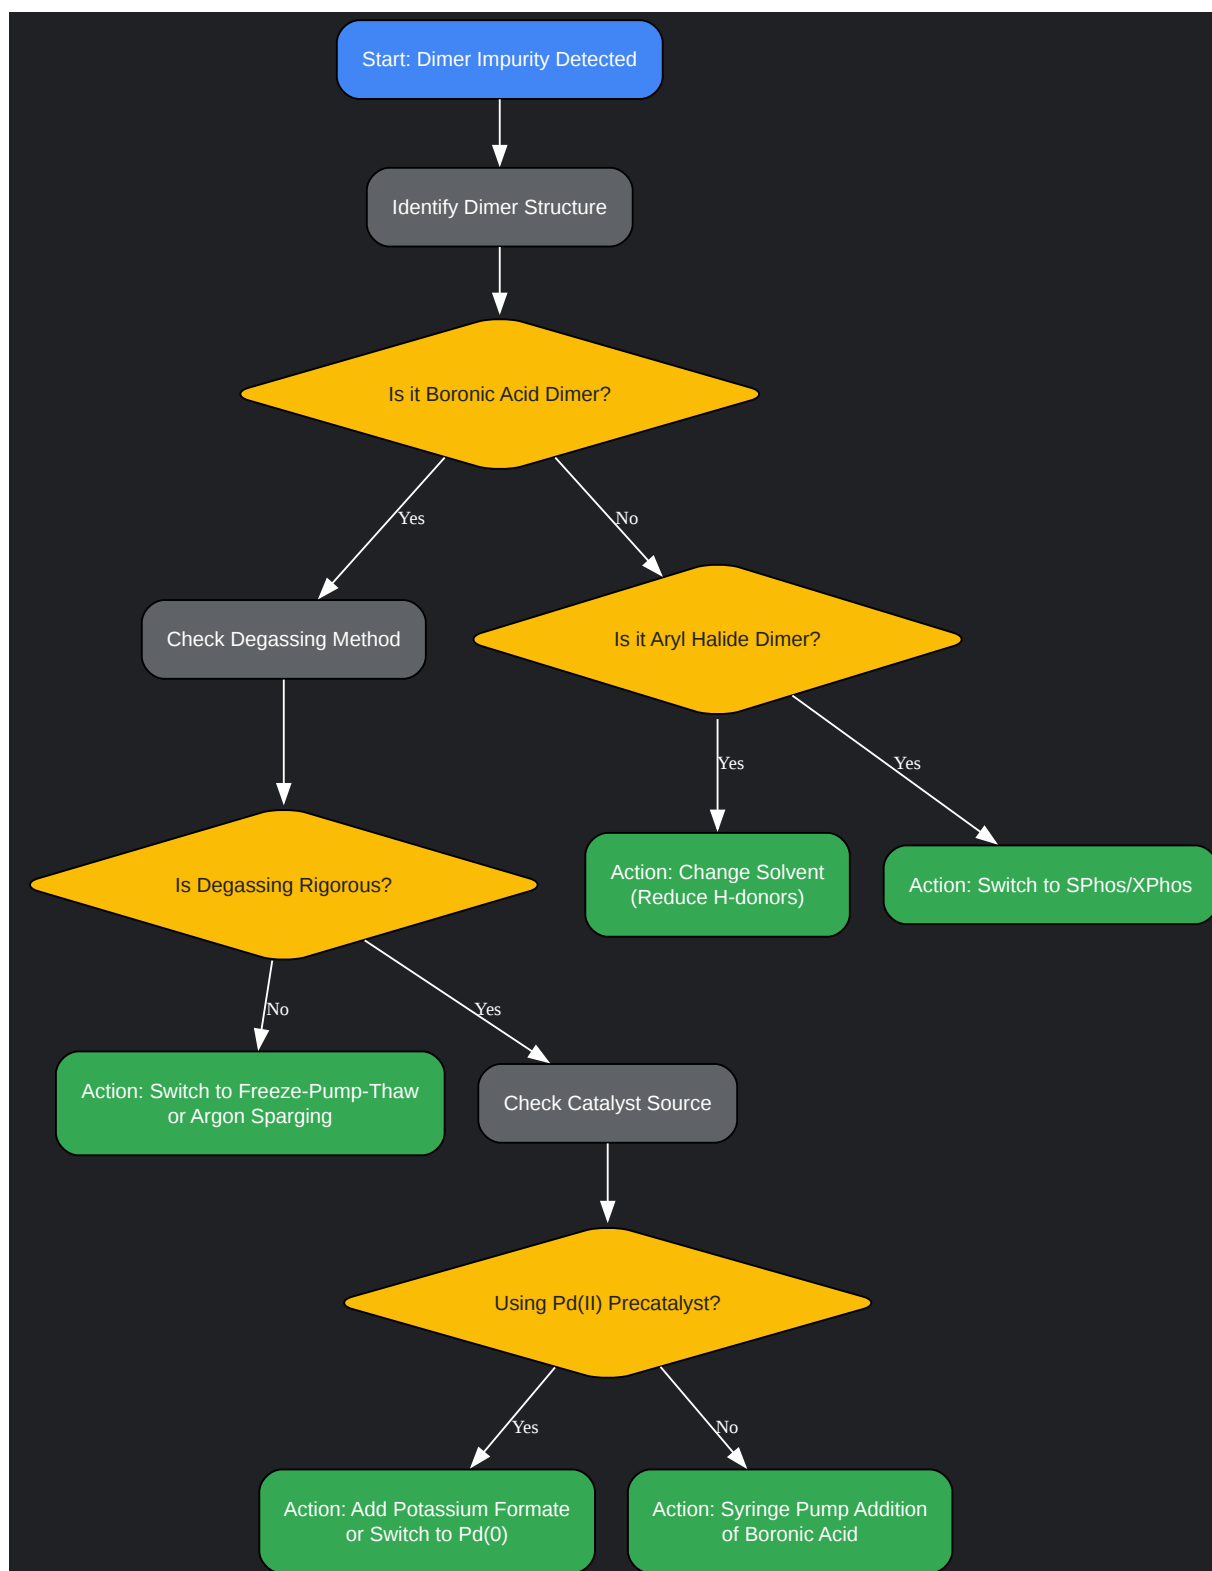 Start: Dimer Impurity Detected
Identify Dimer Structure
Is it Boronic Acid Dimer?
Yes
No
Check Degassing Method
Is it Aryl Halide Dimer?
Yes
Yes
Is Degassing Rigorous?
Action: Change Solvent
(Reduce H-donors)
Action: Switch to SPhos/XPhos
No
Yes
Action: Switch to Freeze-Pump-Thaw
or Argon Sparging
Check Catalyst Source
Using Pd(II) Precatalyst?
Yes
No
Action: Add Potassium Formate
or Switch to Pd(0)
Action: Syringe Pump Addition
of Boronic Acid